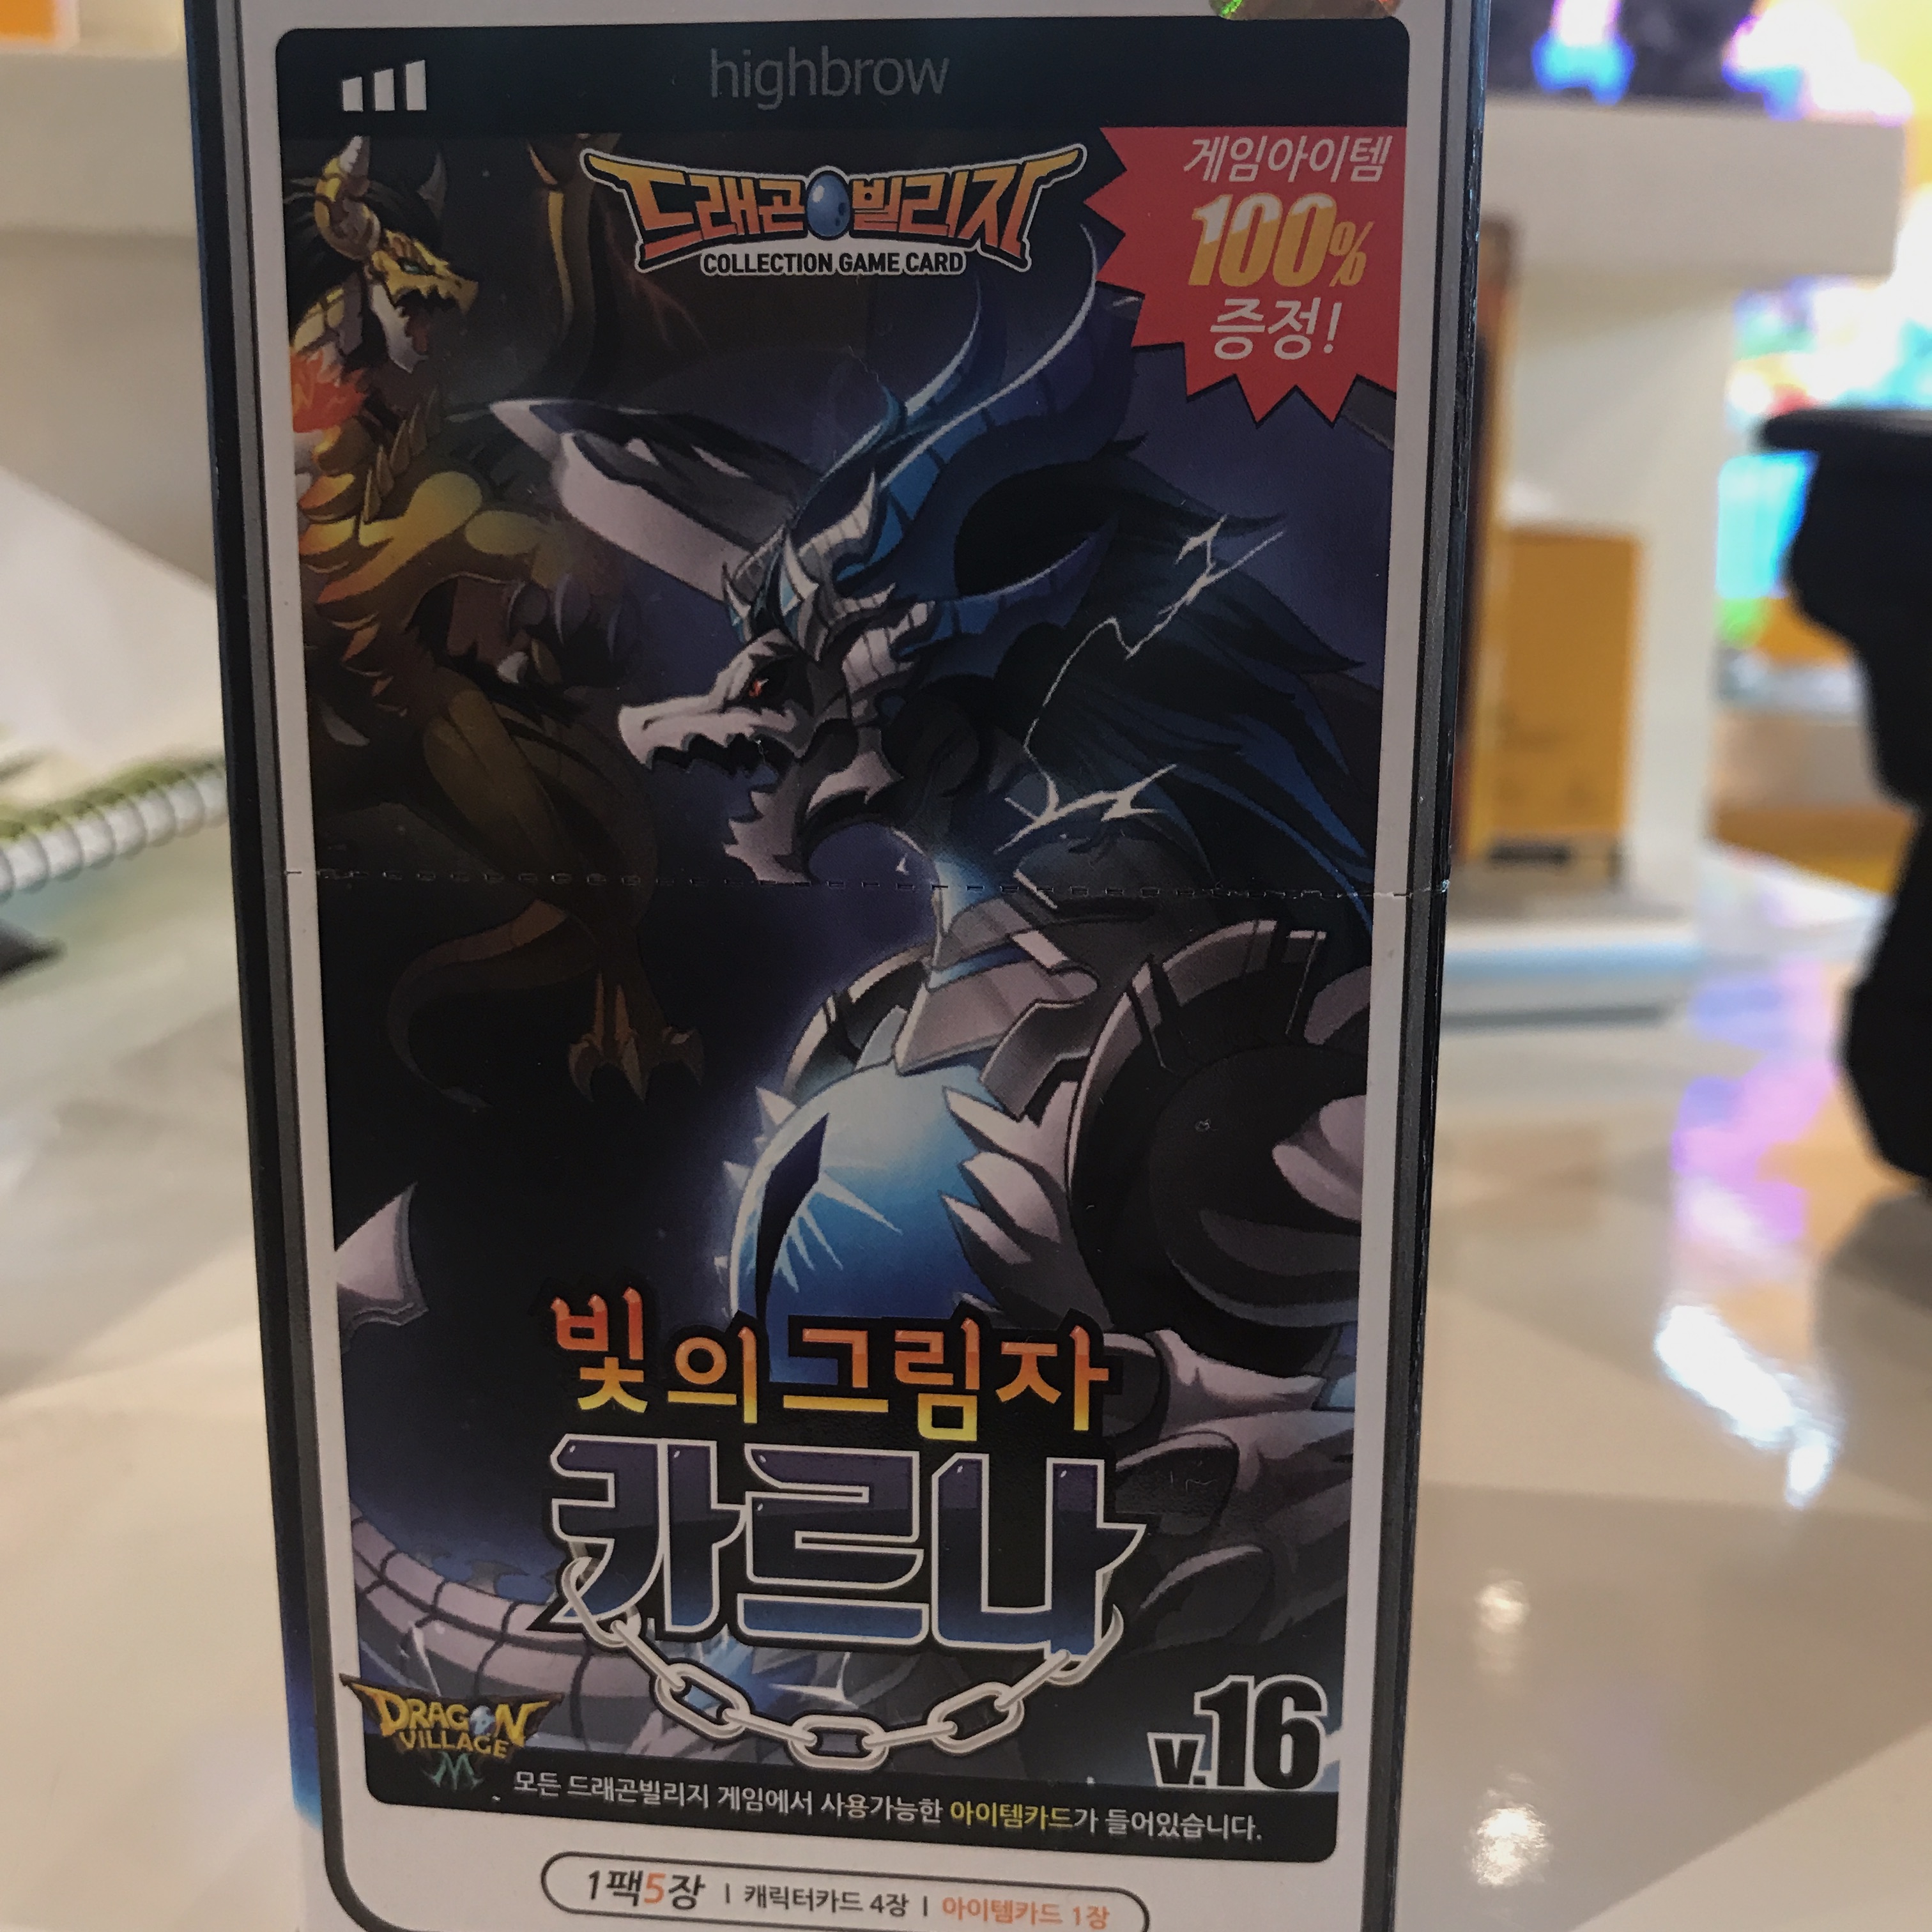 highbrow
드래곤빌리지
COLLECTION GAME CARD
게임아이템
100%
증정!
빛의그림자
카르나
DRAGON
VILLAGE
M
v.16
모든 드래곤빌리지 게임에서 사용가능한 아이템카드가 들어있습니다.
1팩5장 | 캐릭터카드 4장 | 아이템카드 1장